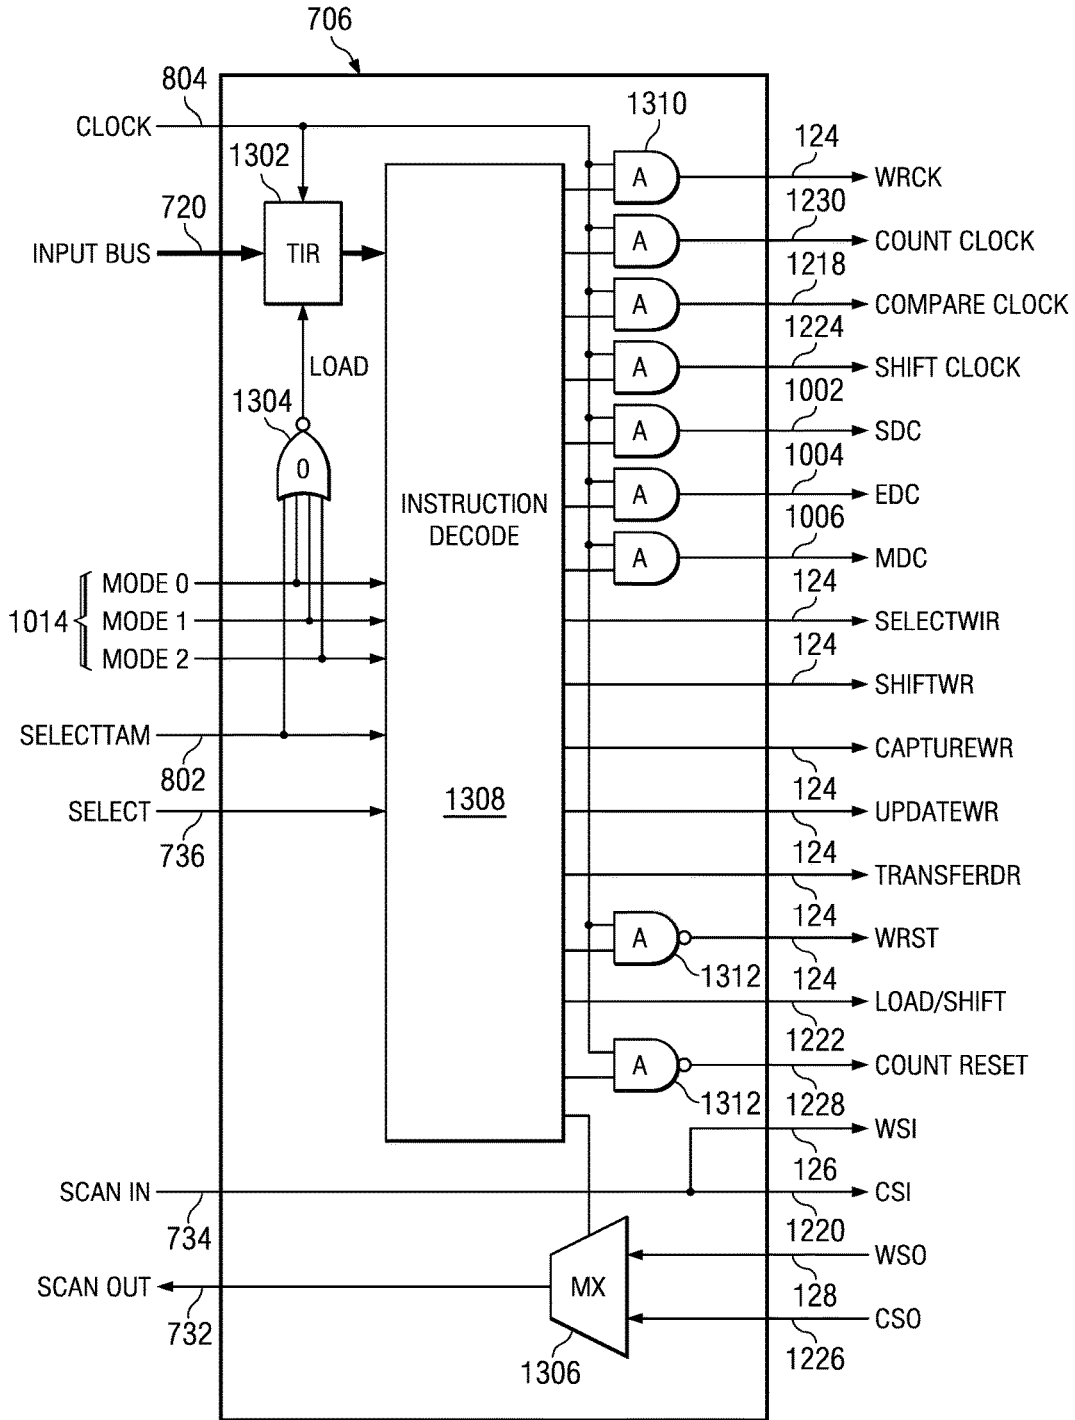 706
804
CLOCK
1310
1302
124
A
WRCK
720
1230
INPUT BUS
TIR
A
COUNT CLOCK
1218
A
COMPARE CLOCK
1224
LOAD
A
SHIFT CLOCK
1304
1002
A
SDC
0
1004
INSTRUCTION
DECODE
A
EDC
1006
A
MDC
1014
MODE 0
MODE 1
MODE 2
124
SELECTWIR
124
SHIFTWR
SELECTTAM
802
CAPTUREWR
124
SELECT
736
1308
UPDATEWR
124
TRANSFERDR
124
A
WRST
1312
124
LOAD/SHIFT
1222
A
COUNT RESET
1312
1228
WSI
126
SCAN IN
734
CSI
1220
WSO
128
SCAN OUT
732
MX
CSO
1306
1226